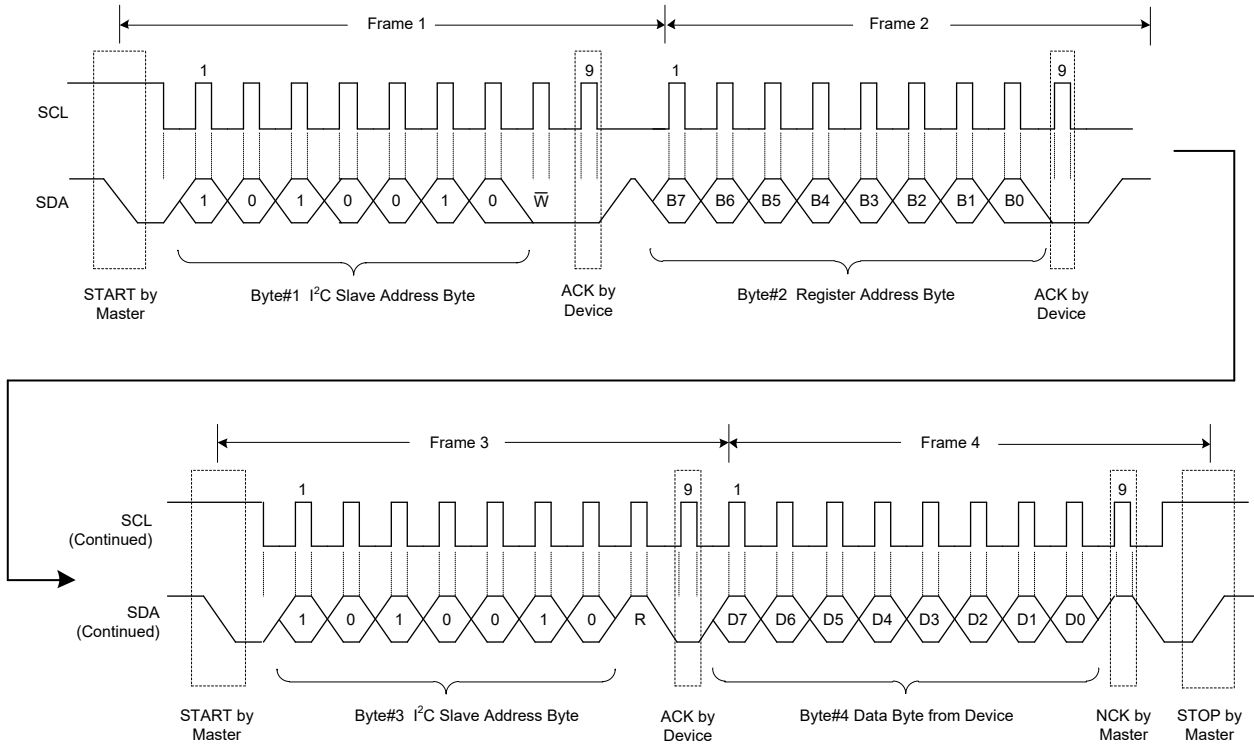 Frame 1 Frame 2
1 9 1 9
SCL
SDA 1 0 1 0 0 1 0 W̅ B7 B6 B5 B4 B3 B2 B1 B0
START by Master
Byte#1 I²C Slave Address Byte
ACK by Device
Byte#2 Register Address Byte
ACK by Device
Frame 3 Frame 4
1 9 1 9
SCL (Continued)
SDA (Continued) 1 0 1 0 0 1 0 R D7 D6 D5 D4 D3 D2 D1 D0
START by Master
Byte#3 I²C Slave Address Byte
ACK by Device
Byte#4 Data Byte from Device
NCK by Master
STOP by Master